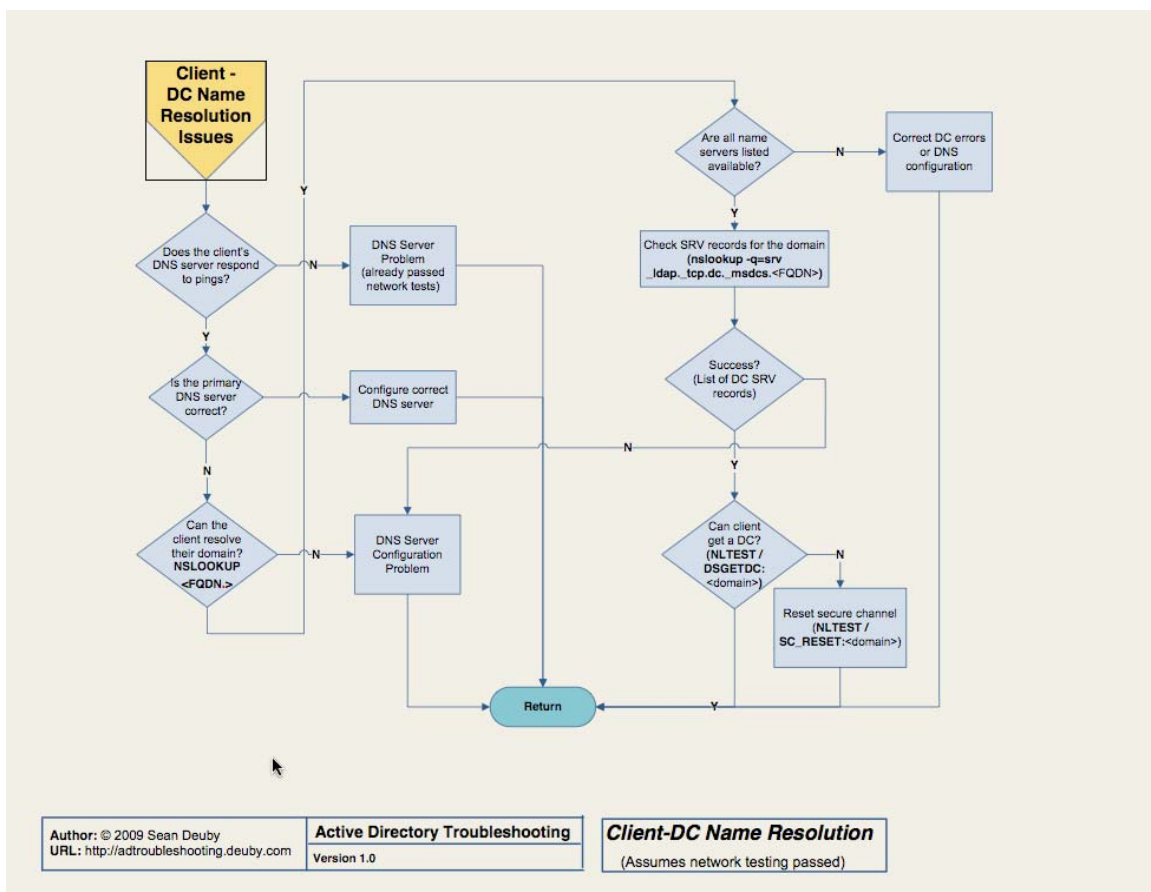 Client -
DC Name
Resolution
Issues
Does the client's
DNS server respond
to pings?
N
DNS Server
Problem
(already passed
network tests)
Y
Is the primary
DNS server
correct?
Configure correct
DNS server
N
Can the
client resolve
their domain?
NSLOOKUP
<FQDN.>
N
DNS Server
Configuration
Problem
Y
Are all name
servers listed
available?
N
Correct DC errors
or DNS
configuration
Y
Check SRV records for the domain
(nslookup -q=srv
_ldap._tcp.dc._msdcs.<FQDN>)
Success?
(List of DC SRV
records)
N
Y
Can client
get a DC?
(NLTEST /
DSGETDC:
<domain>)
N
Reset secure channel
(NLTEST /
SC_RESET:<domain>)
Y
Return
Author: © 2009 Sean Deuby
URL: http://adtroubleshooting.deuby.com
Active Directory Troubleshooting
Version 1.0
Client-DC Name Resolution
(Assumes network testing passed)